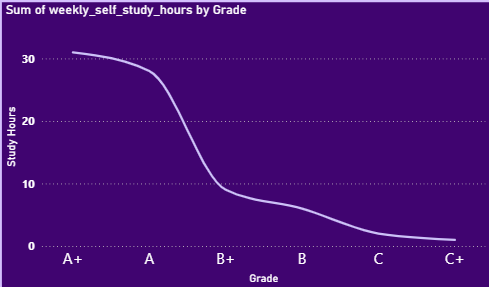 Sum of weekly_self_study_hours by Grade
Study Hours
30
20
10
0
A+ A B+ B C C+
Grade